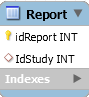 Report
idReport INT
IdStudy INT
Indexes